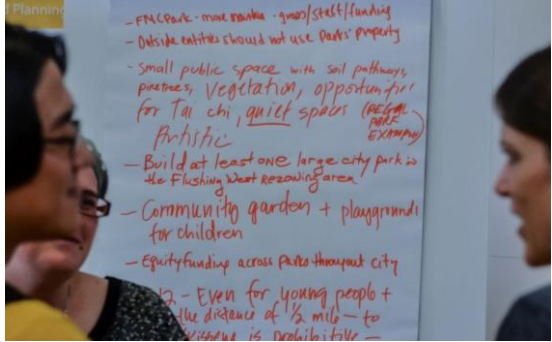 f Planning
- FMCPark - more - grass/staff/funding
- Outside entities should not use Parks' property
- Small public space with soil pathways,
pinetrees, vegetation, opportunities
for Tai chi, quiet spaces (REGAL
PARK
EXAMPLE)
Artistic
- Build at least one large city park in
the Flushing West Rezoning area
- Community garden + playgrounds
for children
- Equity funding across parks throughout city
12 - Even for young people +
the distance of 1/2 mile - to
is prohibitive -